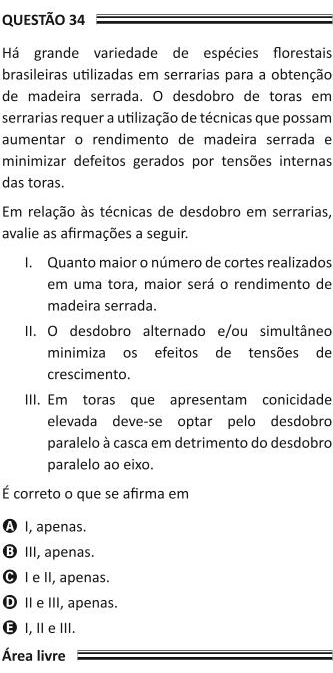 QUESTÃO 34
Há grande variedade de espécies florestais
brasileiras utilizadas em serrarias para a obtenção
de madeira serrada. O desdobro de toras em
serrarias requer a utilização de técnicas que possam
aumentar o rendimento de madeira serrada e
minimizar defeitos gerados por tensões internas
das toras.
Em relação às técnicas de desdobro em serrarias,
avalie as afirmações a seguir.
I. Quanto maior o número de cortes realizados
em uma tora, maior será o rendimento de
madeira serrada.
II. O desdobro alternado e/ou simultâneo
minimiza os efeitos de tensões de
crescimento.
III. Em toras que apresentam conicidade
elevada deve-se optar pelo desdobro
paralelo à casca em detrimento do desdobro
paralelo ao eixo.
É correto o que se afirma em
A I, apenas.
B III, apenas.
C I e II, apenas.
D II e III, apenas.
E I, II e III.
Área livre